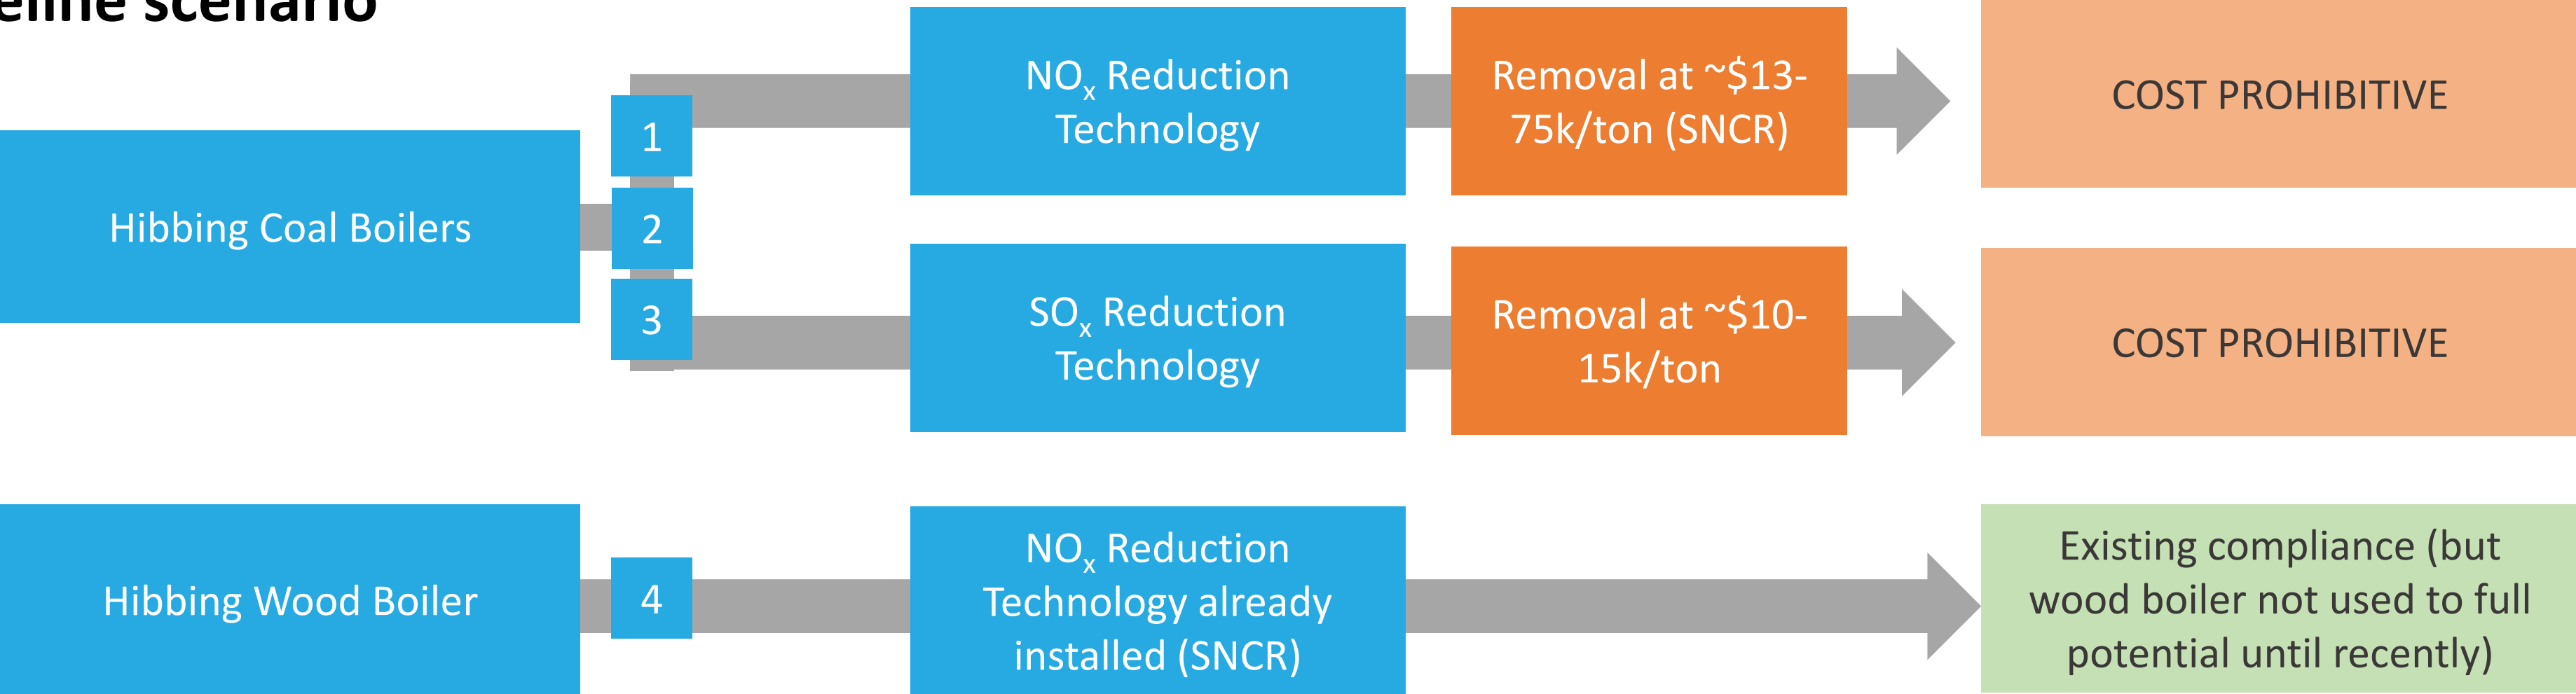 scenario
Hibbing Coal Boilers
1
2
3
NOₓ Reduction
Technology
Removal at ~$13-
75k/ton (SNCR)
COST PROHIBITIVE
SOₓ Reduction
Technology
Removal at ~$10-
15k/ton
COST PROHIBITIVE
Hibbing Wood Boiler
4
NOₓ Reduction
Technology already
installed (SNCR)
Existing compliance (but
wood boiler not used to full
potential until recently)